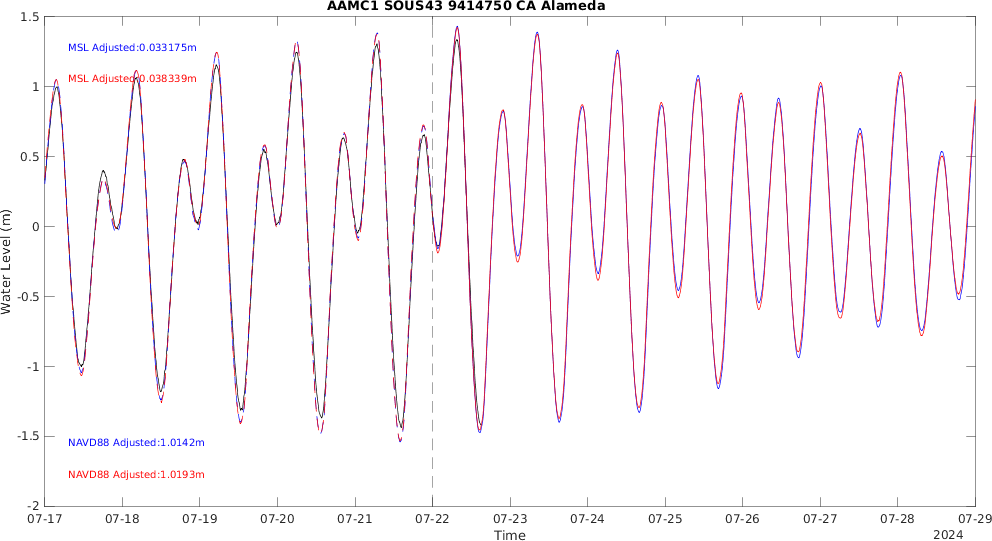 AAMC1 SOUS43 9414750 CA Alameda
1.5
1
0.5
0
-0.5
-1
-1.5
-2
Water Level (m)
MSL Adjusted:0.033175m
MSL Adjusted:0.038339m
NAVD88 Adjusted:1.0142m
NAVD88 Adjusted:1.0193m
07-17 07-18 07-19 07-20 07-21 07-22 07-23 07-24 07-25 07-26 07-27 07-28 07-29
Time
2024